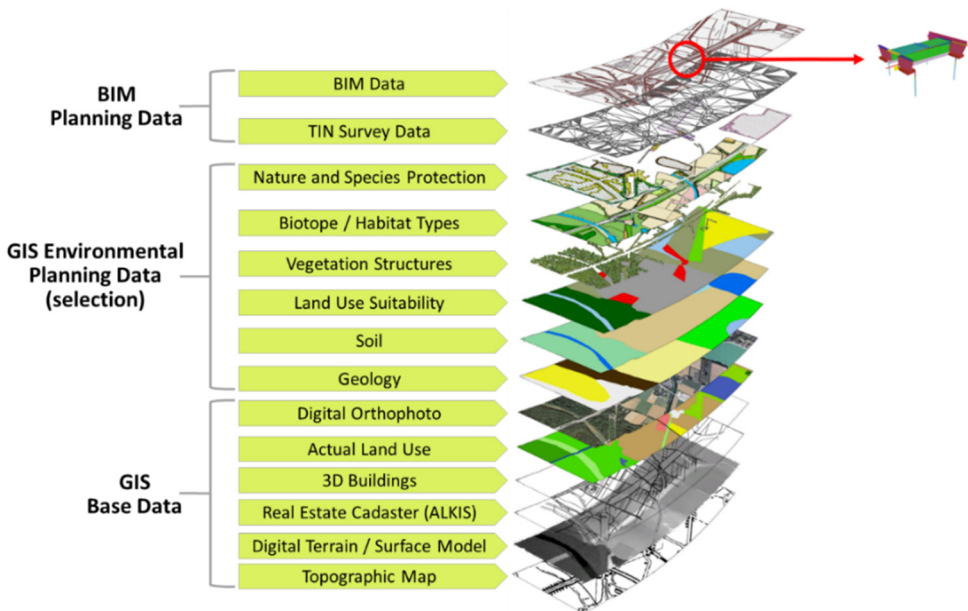 BIM
Planning Data
BIM Data
TIN Survey Data
GIS Environmental
Planning Data
(selection)
Nature and Species Protection
Biotope / Habitat Types
Vegetation Structures
Land Use Suitability
Soil
Geology
GIS
Base Data
Digital Orthophoto
Actual Land Use
3D Buildings
Real Estate Cadaster (ALKIS)
Digital Terrain / Surface Model
Topographic Map